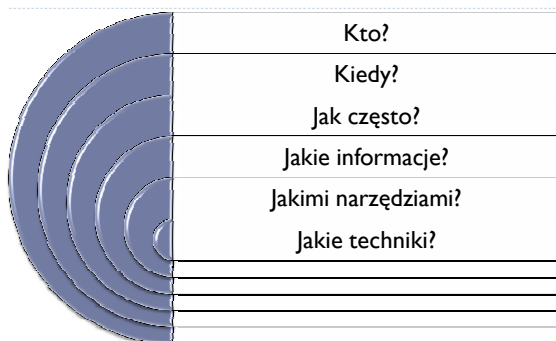 Kto?
Kiedy?
Jak często?
Jakie informacje?
Jakimi narzędziami?
Jakie techniki?